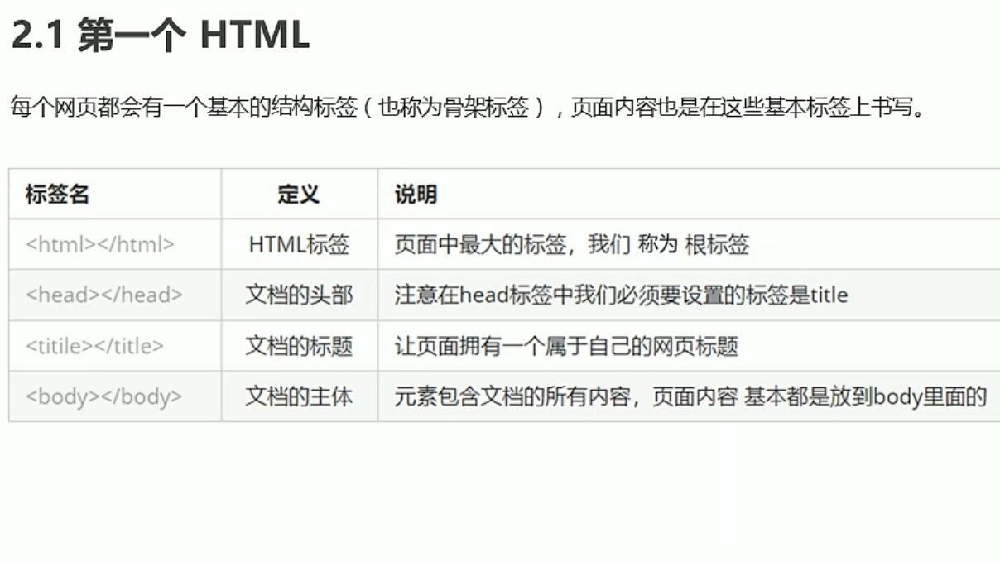 2.1 第一个 HTML
每个网页都会有一个基本的结构标签（也称为骨架标签），页面内容也是在这些基本标签上书写。
标签名 定义 说明
<html></html> HTML标签 页面中最大的标签，我们 称为 根标签
<head></head> 文档的头部 注意在head标签中我们必须要设置的标签是title
<titile></title> 文档的标题 让页面拥有一个属于自己的网页标题
<body></body> 文档的主体 元素包含文档的所有内容，页面内容 基本都是放到body里面的